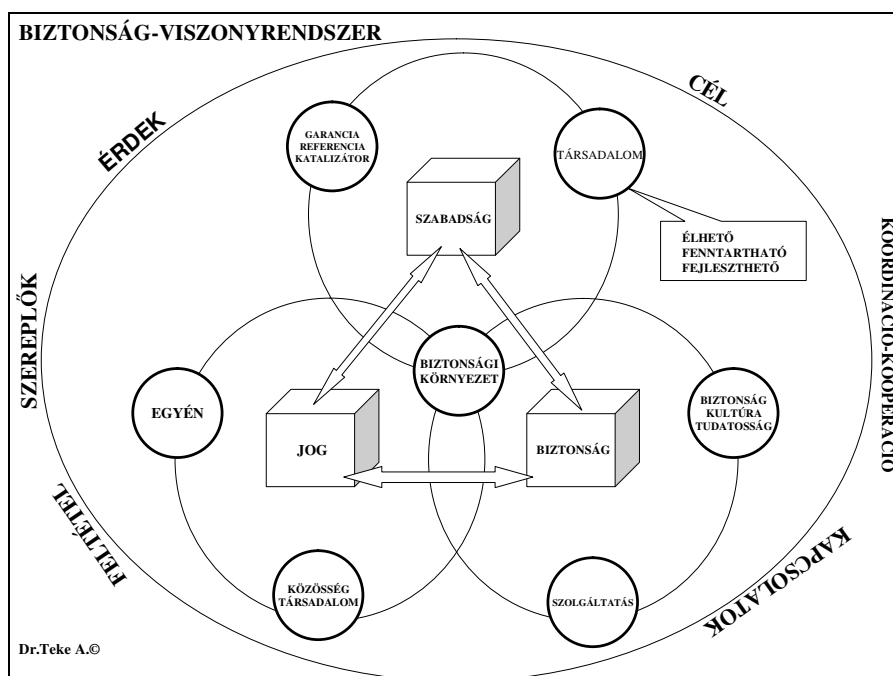 BIZTONSÁG-VISZONYRENDSZER
CÉL
ÉRDEK
GARANCIA
REFERENCIA
KATALIZÁTOR
TÁRSADALOM
SZABADSÁG
ÉLHETŐ
FENNTARTHATÓ
FEJLESZTHETŐ
KOORDINÁCIÓ-KOOPERÁCIÓ
SZEREPLŐK
BIZTONSÁGI
KÖRNYEZET
EGYÉN
BIZTONSÁG
KULTÚRA
TUDATOSSÁG
JOG
BIZTONSÁG
FELTÉTEL
KAPCSOLATOK
KÖZÖSSÉG
TÁRSADALOM
SZOLGÁLTATÁS
Dr.Teke A.©